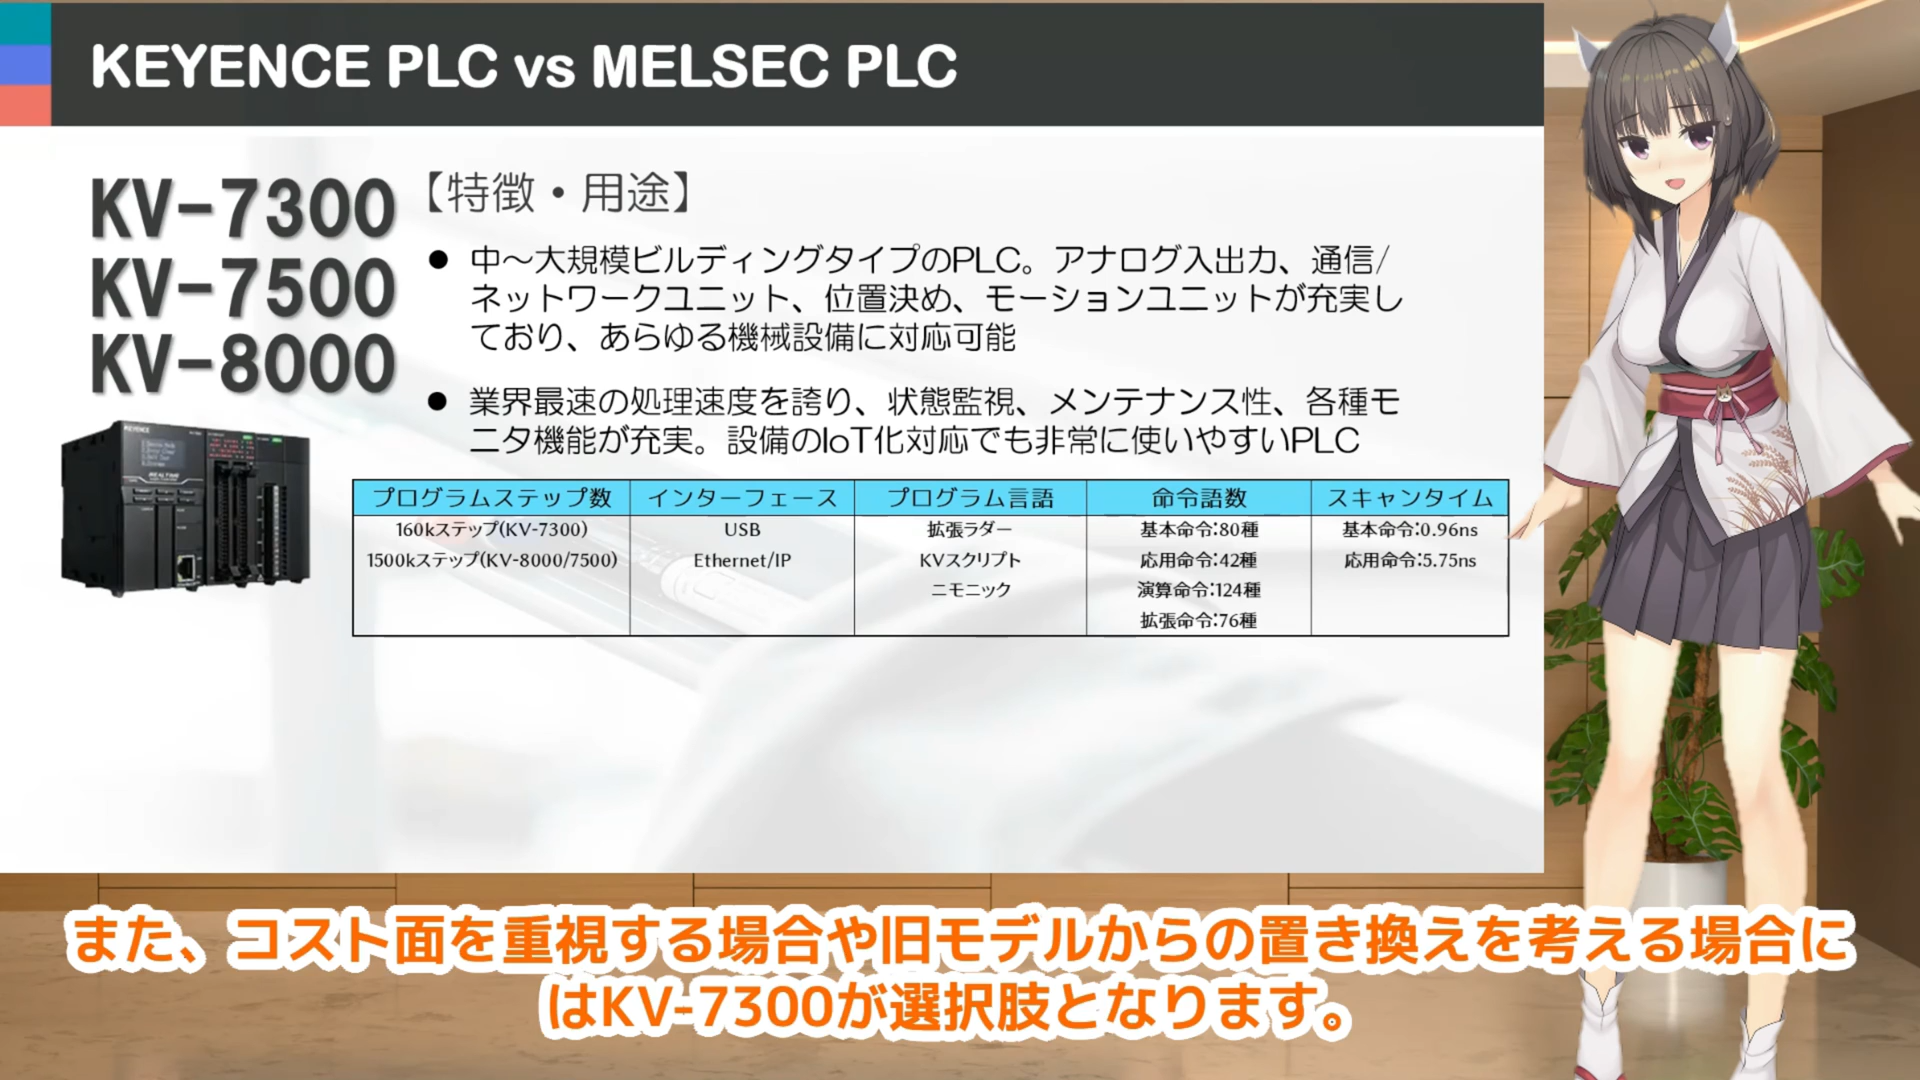 KEYENCE PLC vs MELSEC PLC
KV-7300
KV-7500
KV-8000
【特徴・用途】
● 中～大規模ビルディングタイプのPLC。アナログ入出力、通信/
ネットワークユニット、位置決め、モーションユニットが充実し
ており、あらゆる機械設備に対応可能
● 業界最速の処理速度を誇り、状態監視、メンテナンス性、各種モ
ニタ機能が充実。設備のIoT化対応でも非常に使いやすいPLC
KEYENCE
プログラムステップ数 インターフェース プログラム言語 命令語数 スキャンタイム
160kステップ(KV-7300) USB 拡張ラダー 基本命令:80種 基本命令:0.96ns
1500kステップ(KV-8000/7500) Ethernet/IP KVスクリプト 応用命令:42種 応用命令:5.75ns
ニモニック 演算命令:124種
拡張命令:76種
また、コスト面を重視する場合や旧モデルからの置き換えを考える場合に
はKV-7300が選択肢となります。